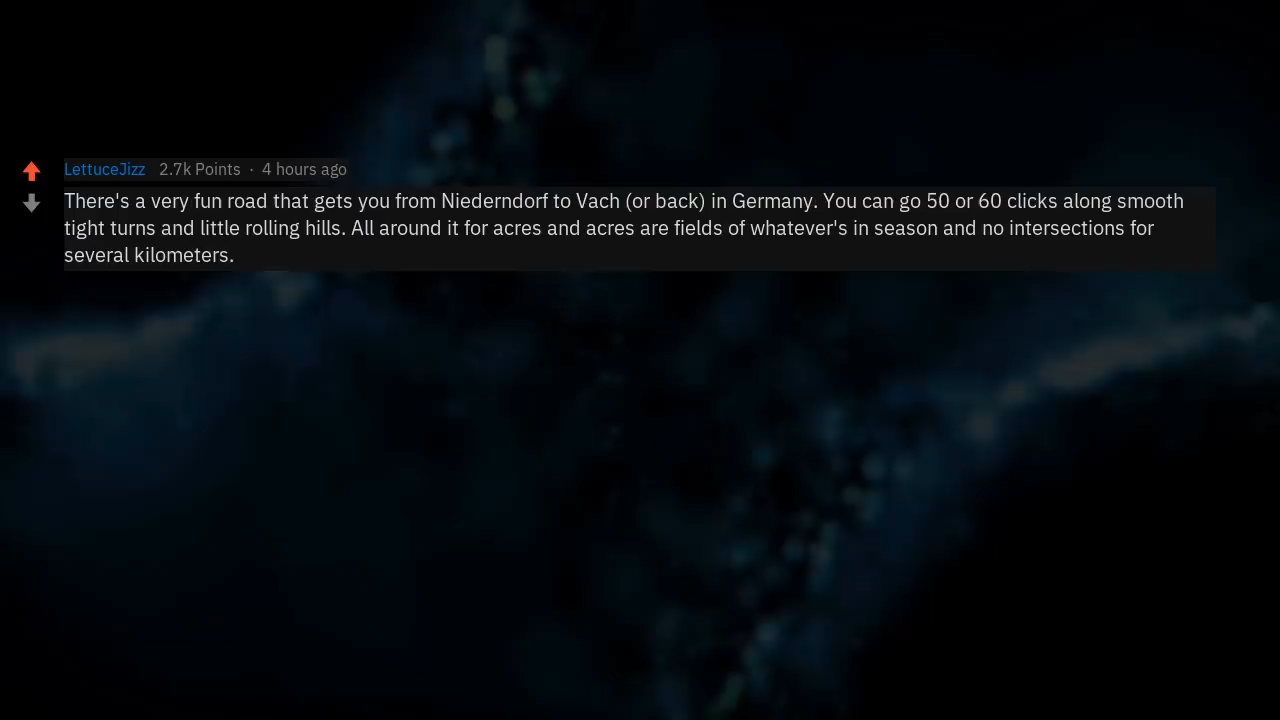 LettuceJizz 2.7k Points · 4 hours ago
There's a very fun road that gets you from Niederndorf to Vach (or back) in Germany. You can go 50 or 60 clicks along smooth
tight turns and little rolling hills. All around it for acres and acres are fields of whatever's in season and no intersections for
several kilometers.